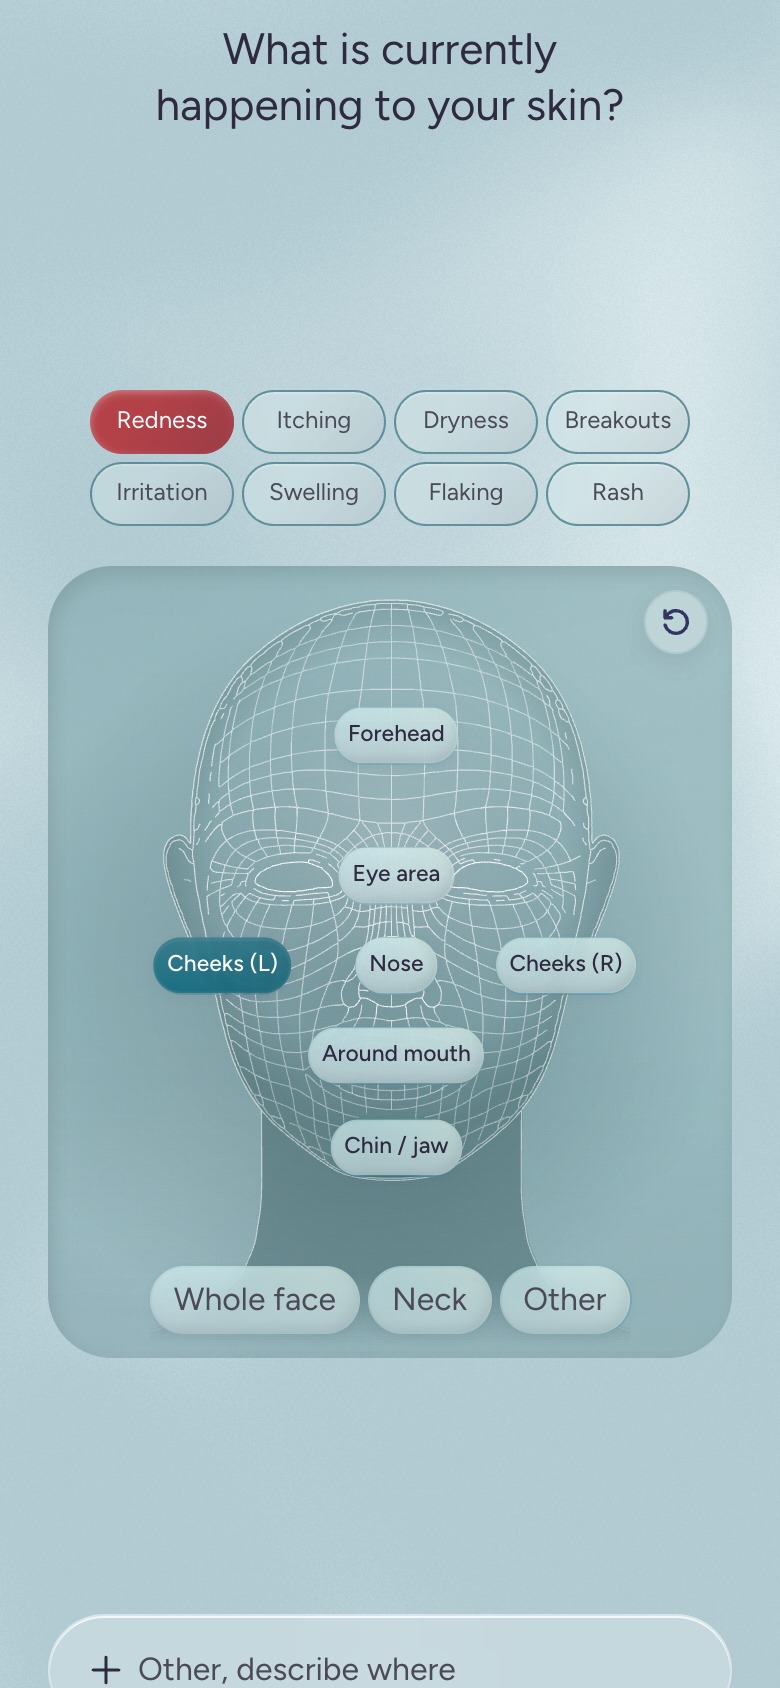 What is currently
happening to your skin?
Redness Itching Dryness Breakouts
Irritation Swelling Flaking Rash
Forehead
Eye area
Cheeks (L) Nose Cheeks (R)
Around mouth
Chin / jaw
Whole face Neck Other
Other, describe where